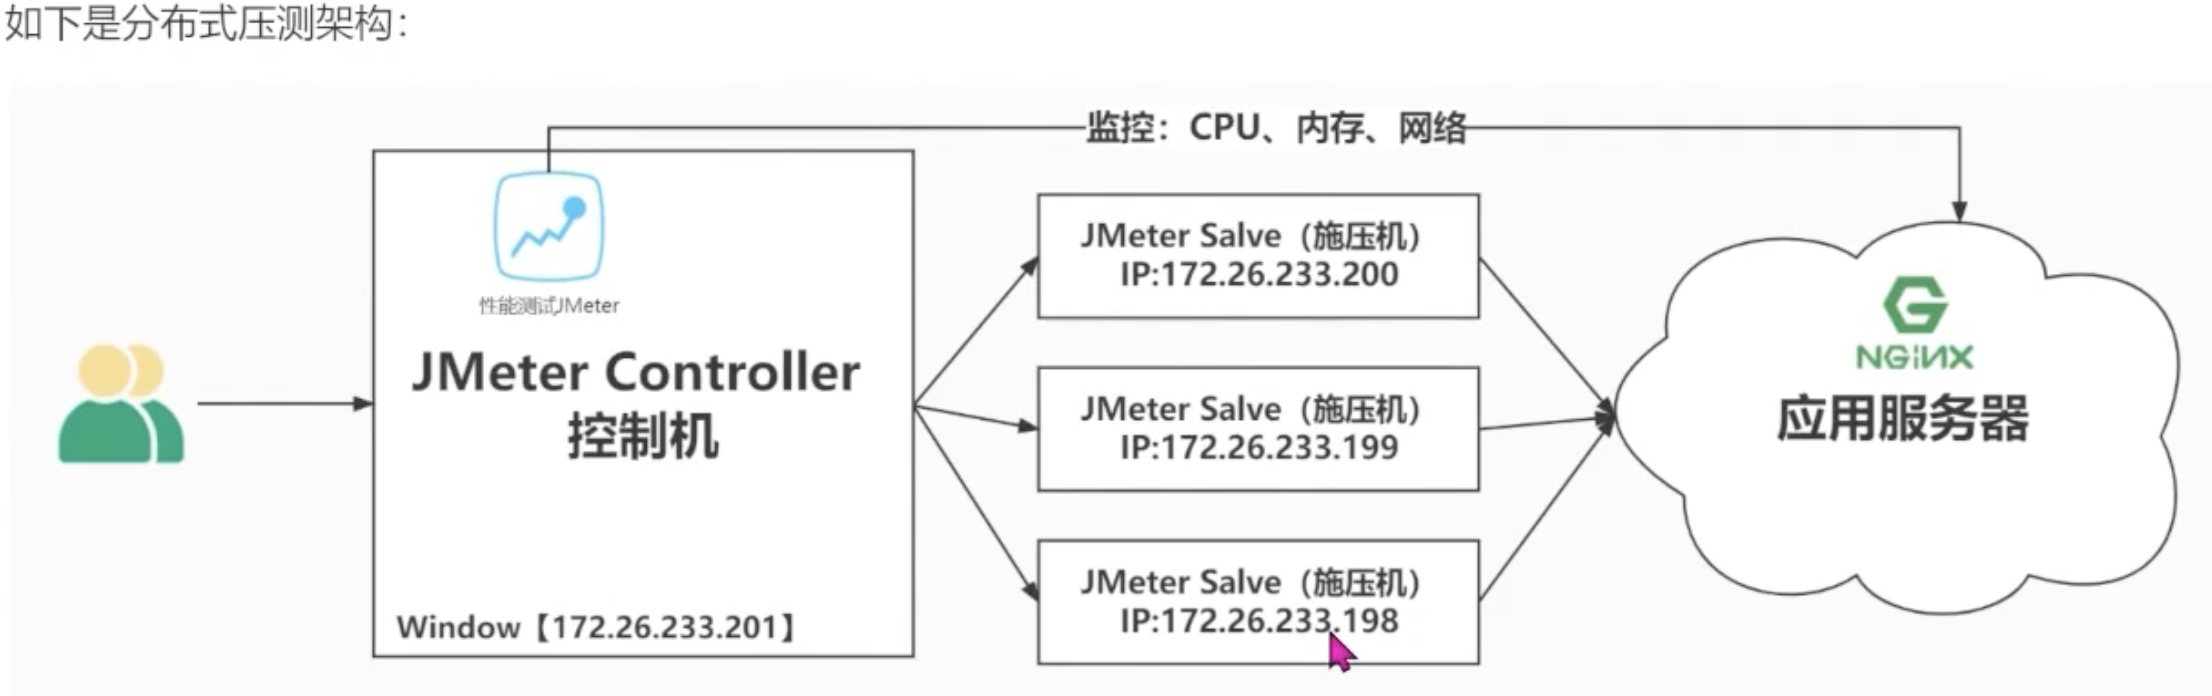 如下是分布式压测架构：
监控：CPU、内存、网络
性能测试JMeter
JMeter Controller
控制机
Window【172.26.233.201】
JMeter Salve（施压机）
IP:172.26.233.200
JMeter Salve（施压机）
IP:172.26.233.199
JMeter Salve（施压机）
IP:172.26.233.198
NGiNX
应用服务器